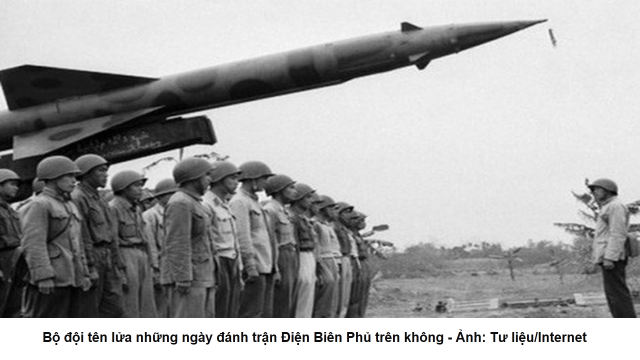 Bộ đội tên lửa những ngày đánh trận Điện Biên Phủ trên không - Ảnh: Tư liệu/Internet